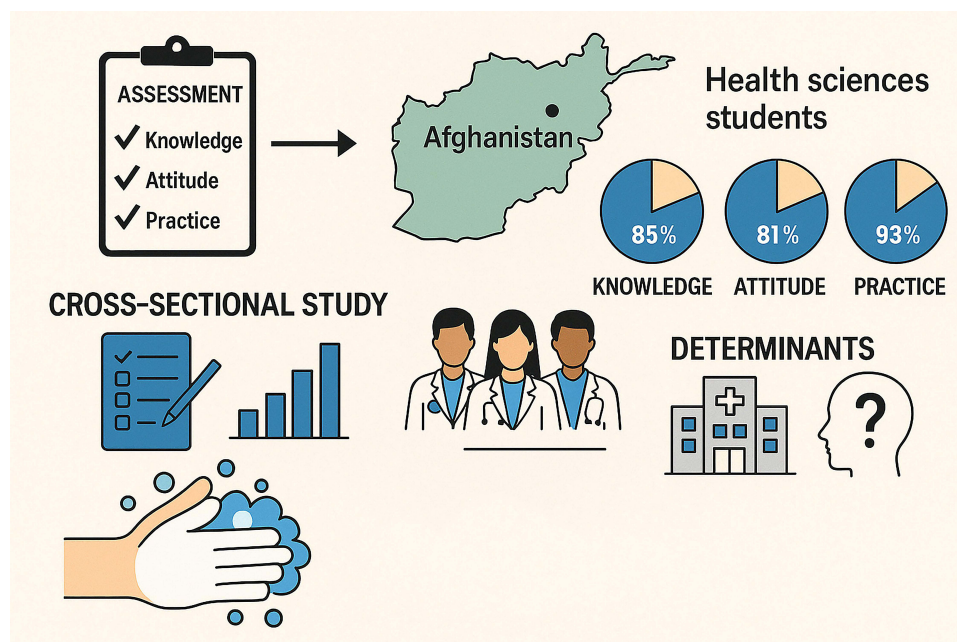 ASSESSMENT
Knowledge
Attitude
Practice
Afghanistan
Health sciences
students
85%
81%
93%
KNOWLEDGE
ATTITUDE
PRACTICE
CROSS-SECTIONAL STUDY
DETERMINANTS
?